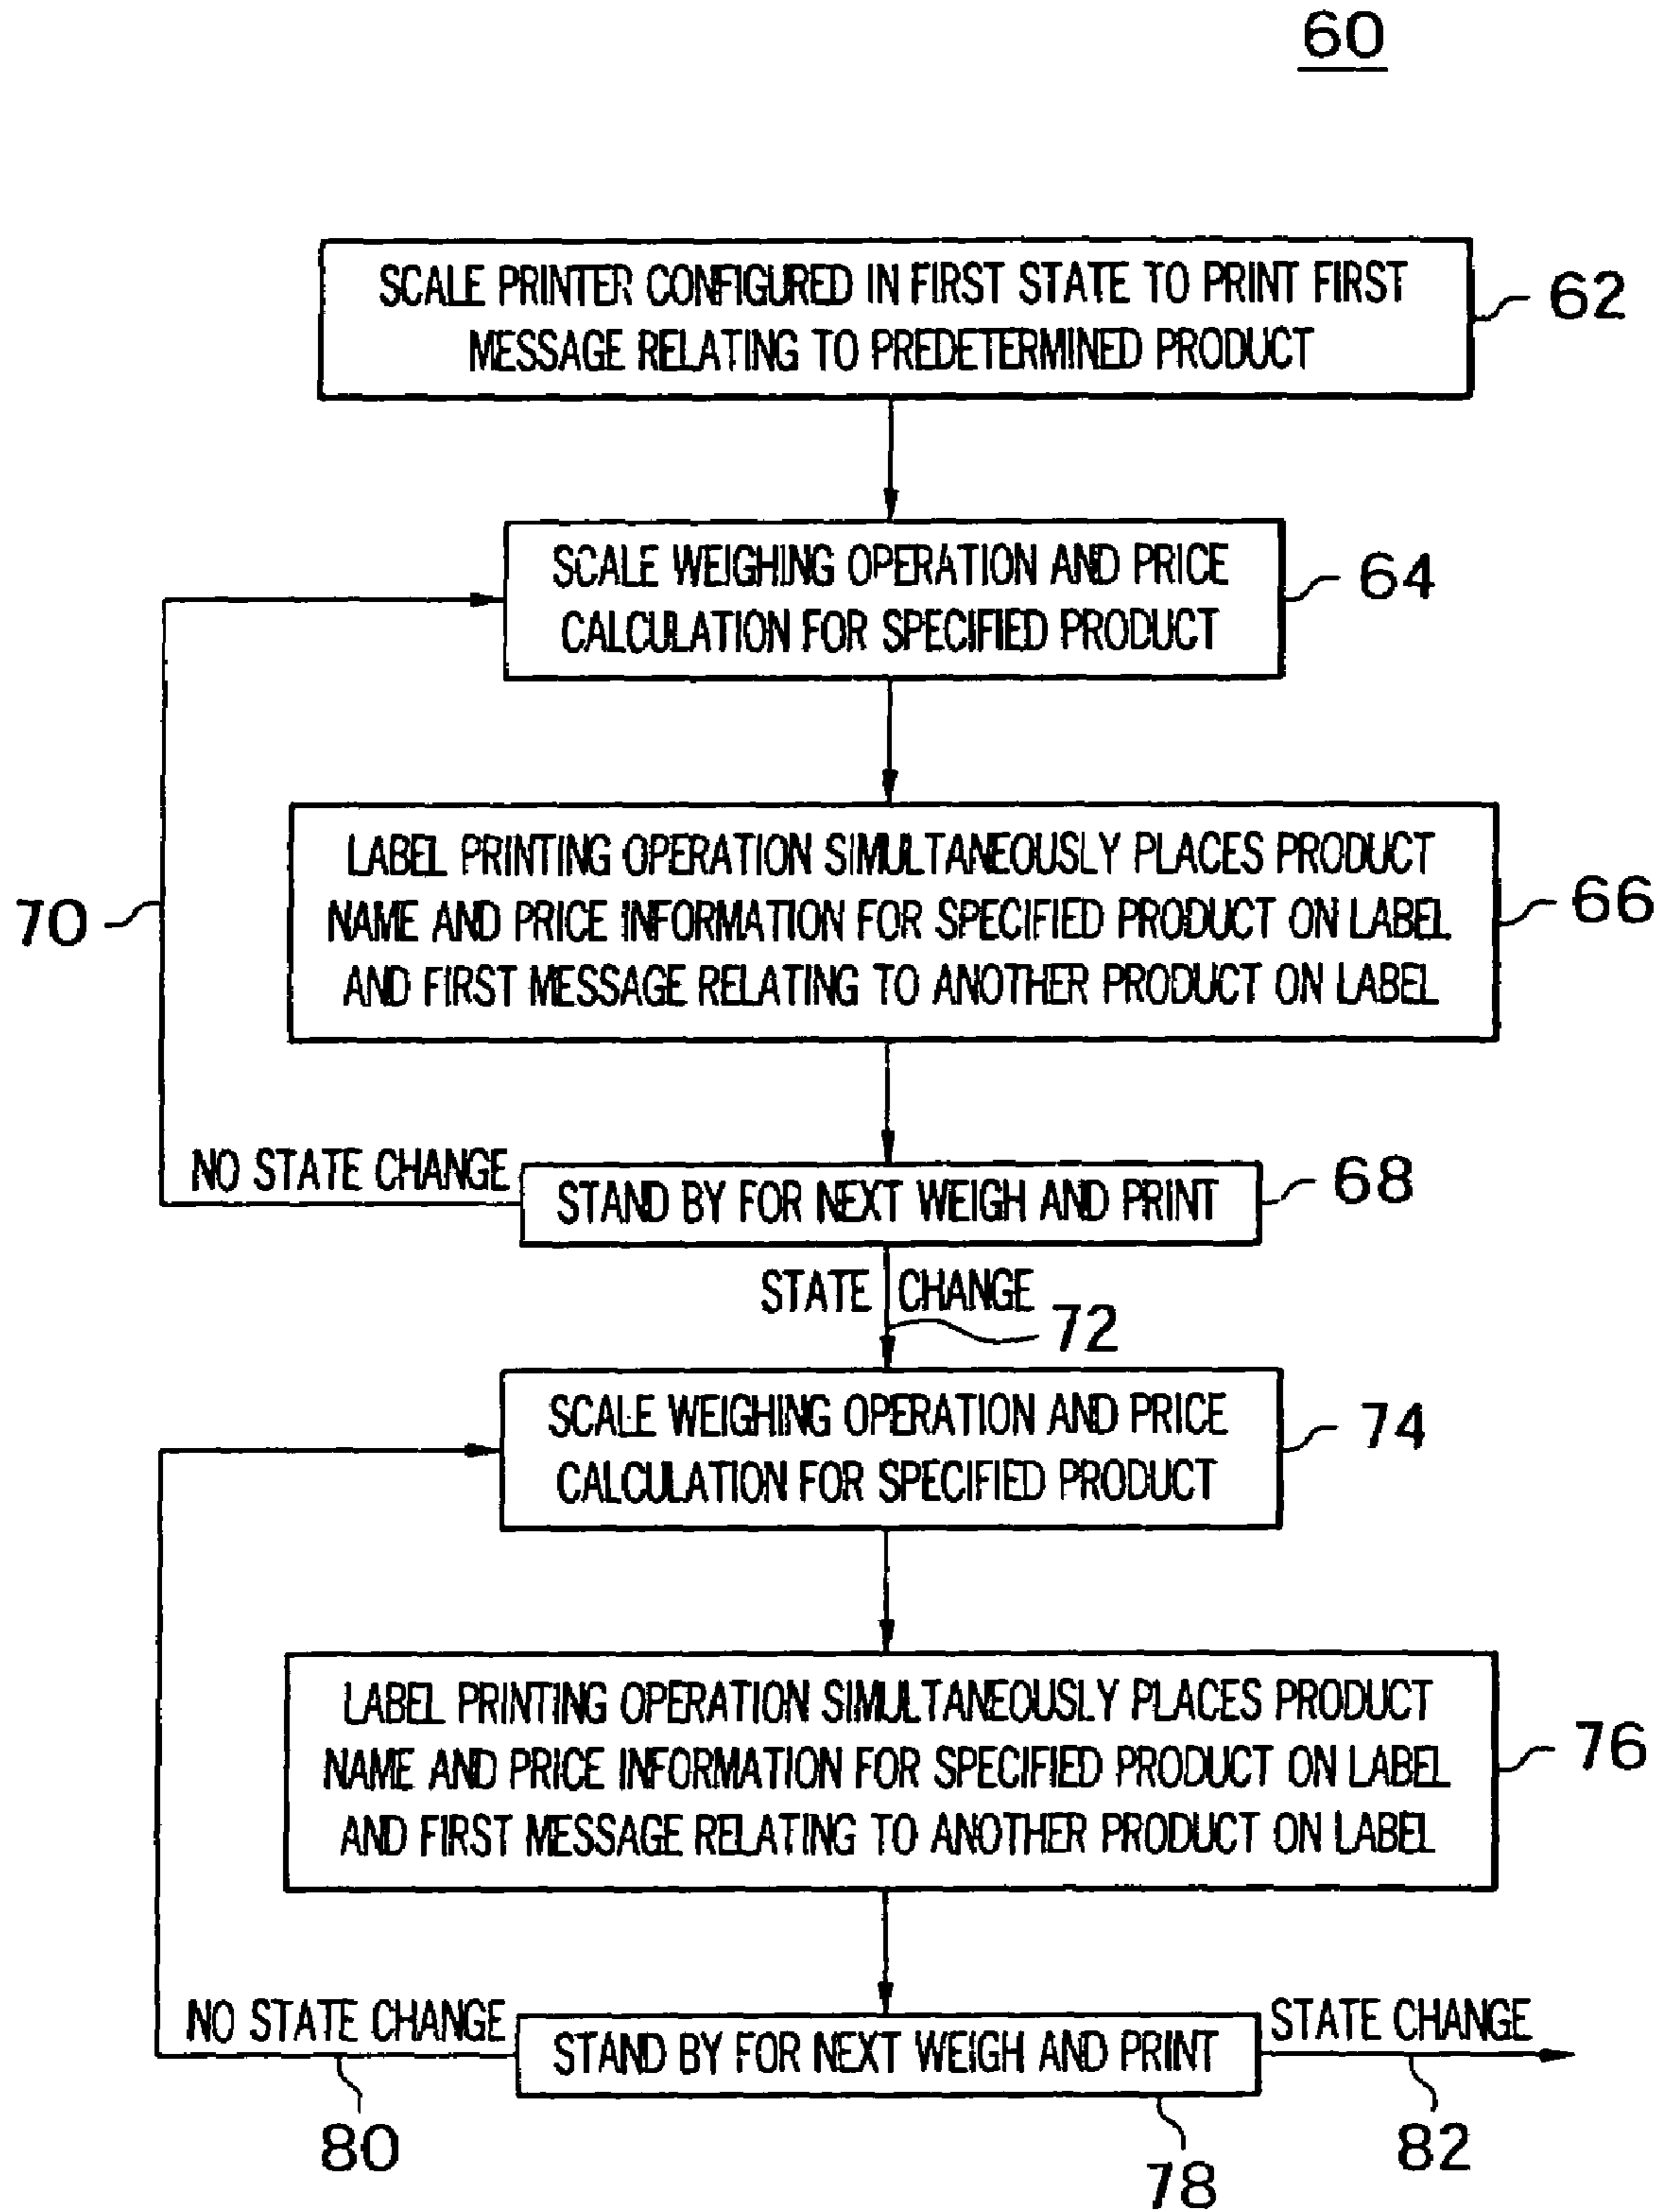 60
SCALE PRINTER CONFIGURED IN FIRST STATE TO PRINT FIRST
MESSAGE RELATING TO PREDETERMINED PRODUCT
62
SCALE WEIGHING OPERATION AND PRICE
CALCULATION FOR SPECIFIED PRODUCT
64
LABEL PRINTING OPERATION SIMULTANEOUSLY PLACES PRODUCT
NAME AND PRICE INFORMATION FOR SPECIFIED PRODUCT ON LABEL
AND FIRST MESSAGE RELATING TO ANOTHER PRODUCT ON LABEL
66
70
NO STATE CHANGE
STAND BY FOR NEXT WEIGH AND PRINT
68
STATE CHANGE
72
SCALE WEIGHING OPERATION AND PRICE
CALCULATION FOR SPECIFIED PRODUCT
74
LABEL PRINTING OPERATION SIMULTANEOUSLY PLACES PRODUCT
NAME AND PRICE INFORMATION FOR SPECIFIED PRODUCT ON LABEL
AND FIRST MESSAGE RELATING TO ANOTHER PRODUCT ON LABEL
76
NO STATE CHANGE
STAND BY FOR NEXT WEIGH AND PRINT
STATE CHANGE
80
78
82